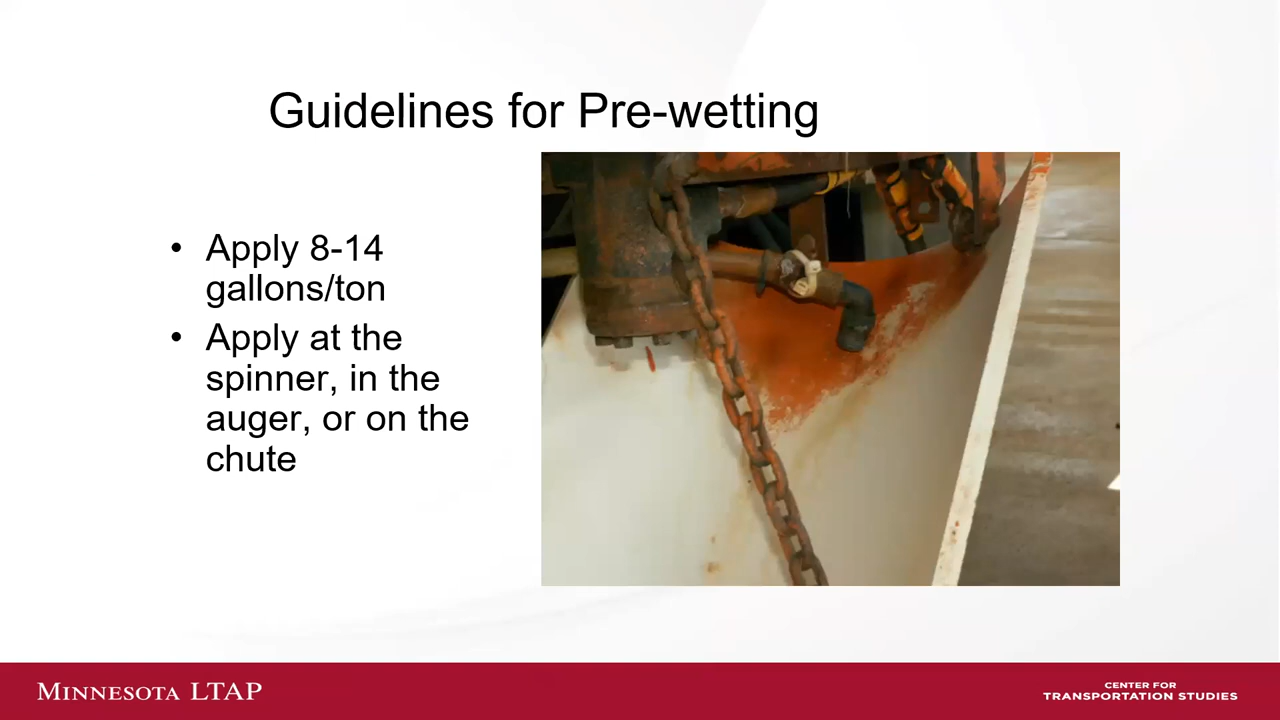 Guidelines for Pre-wetting
• Apply 8-14
gallons/ton
• Apply at the
spinner, in the
auger, or on the
chute
MINNESOTA LTAP
CENTER FOR
TRANSPORTATION STUDIES